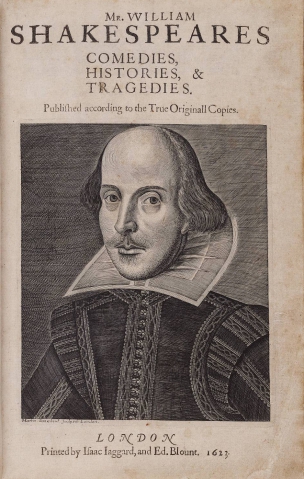 Mr. WILLIAM
SHAKESPEARES
COMEDIES,
HISTORIES, &
TRAGEDIES.
Published according to the True Originall Copies.
LONDON
Printed by Isaac Iaggard, and Ed. Blount. 1623